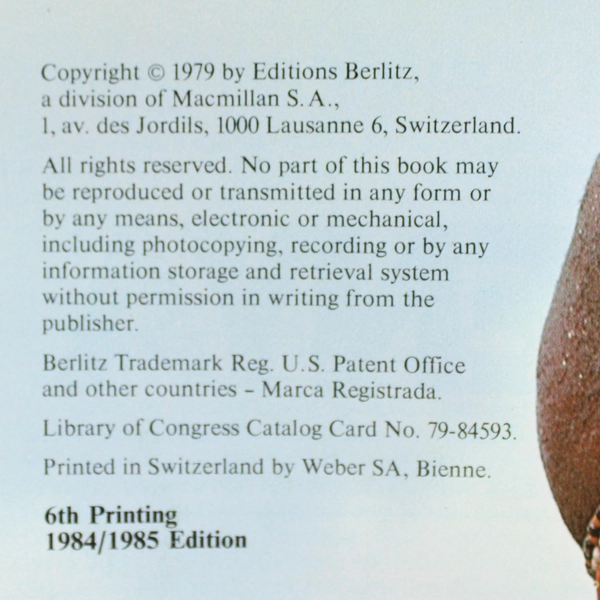 Copyright © 1979 by Editions Berlitz,
a division of Macmillan S.A.,
1, av. des Jordils, 1000 Lausanne 6, Switzerland.
All rights reserved. No part of this book may
be reproduced or transmitted in any form or
by any means, electronic or mechanical,
including photocopying, recording or by any
information storage and retrieval system
without permission in writing from the
publisher.
Berlitz Trademark Reg. U.S. Patent Office
and other countries – Marca Registrada.
Library of Congress Catalog Card No. 79-84593.
Printed in Switzerland by Weber SA, Bienne.
6th Printing
1984/1985 Edition